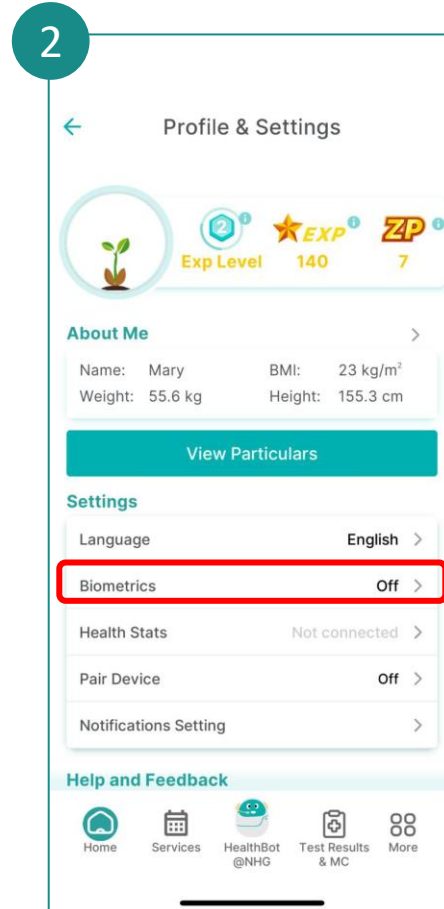 2
Profile & Settings
2 EXP ZP
Exp Level 140 7
About Me
Name: Mary BMI: 23 kg/m²
Weight: 55.6 kg Height: 155.3 cm
View Particulars
Settings
Language English
Biometrics Off
Health Stats Not connected
Pair Device Off
Notifications Setting
Help and Feedback
Home Services HealthBot @NHG Test Results & MC More